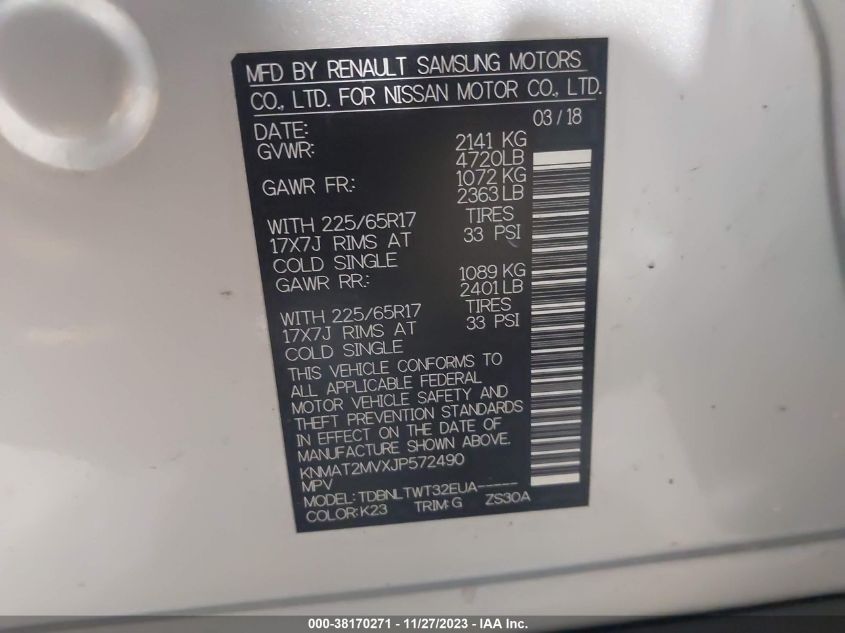 MFD BY RENAULT SAMSUNG MOTORS
CO., LTD. FOR NISSAN MOTOR CO., LTD.
DATE: 03 / 18
GVWR: 2141 KG
4720LB
GAWR FR.: 1072 KG
2363 LB
WITH 225/65R17 TIRES
17X7J RIMS AT 33 PSI
COLD SINGLE
GAWR RR.: 1089 KG
2401 LB
WITH 225/65R17 TIRES
17X7J RIMS AT 33 PSI
COLD SINGLE
THIS VEHICLE CONFORMS TO
ALL APPLICABLE FEDERAL
MOTOR VEHICLE SAFETY AND
THEFT PREVENTION STANDARDS
IN EFFECT ON THE DATE OF
MANUFACTURE SHOWN ABOVE.
KNMAT2MVXJP572490
MPV
MODEL: TDBNLTWT32EUA-----
COLOR: K23 TRIM: G ZS30A
000-38170271 - 11/27/2023 - IAA Inc.